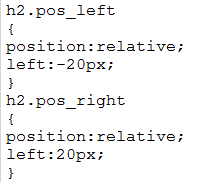 h2.pos_left
{
position:relative;
left:-20px;
}
h2.pos_right
{
position:relative;
left:20px;
}